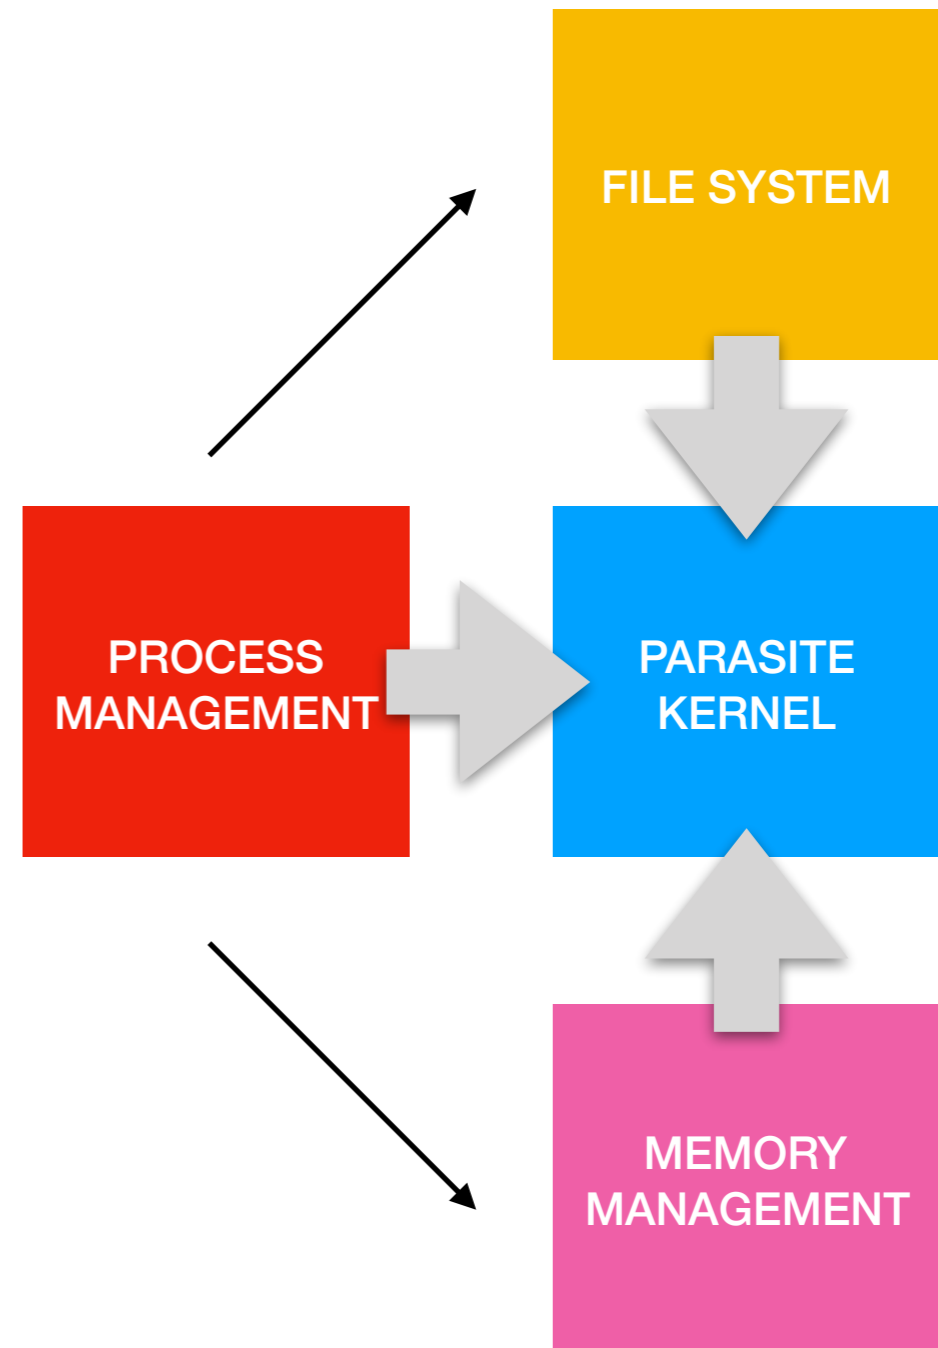 FILE SYSTEM
PROCESS
MANAGEMENT
PARASITE
KERNEL
MEMORY
MANAGEMENT